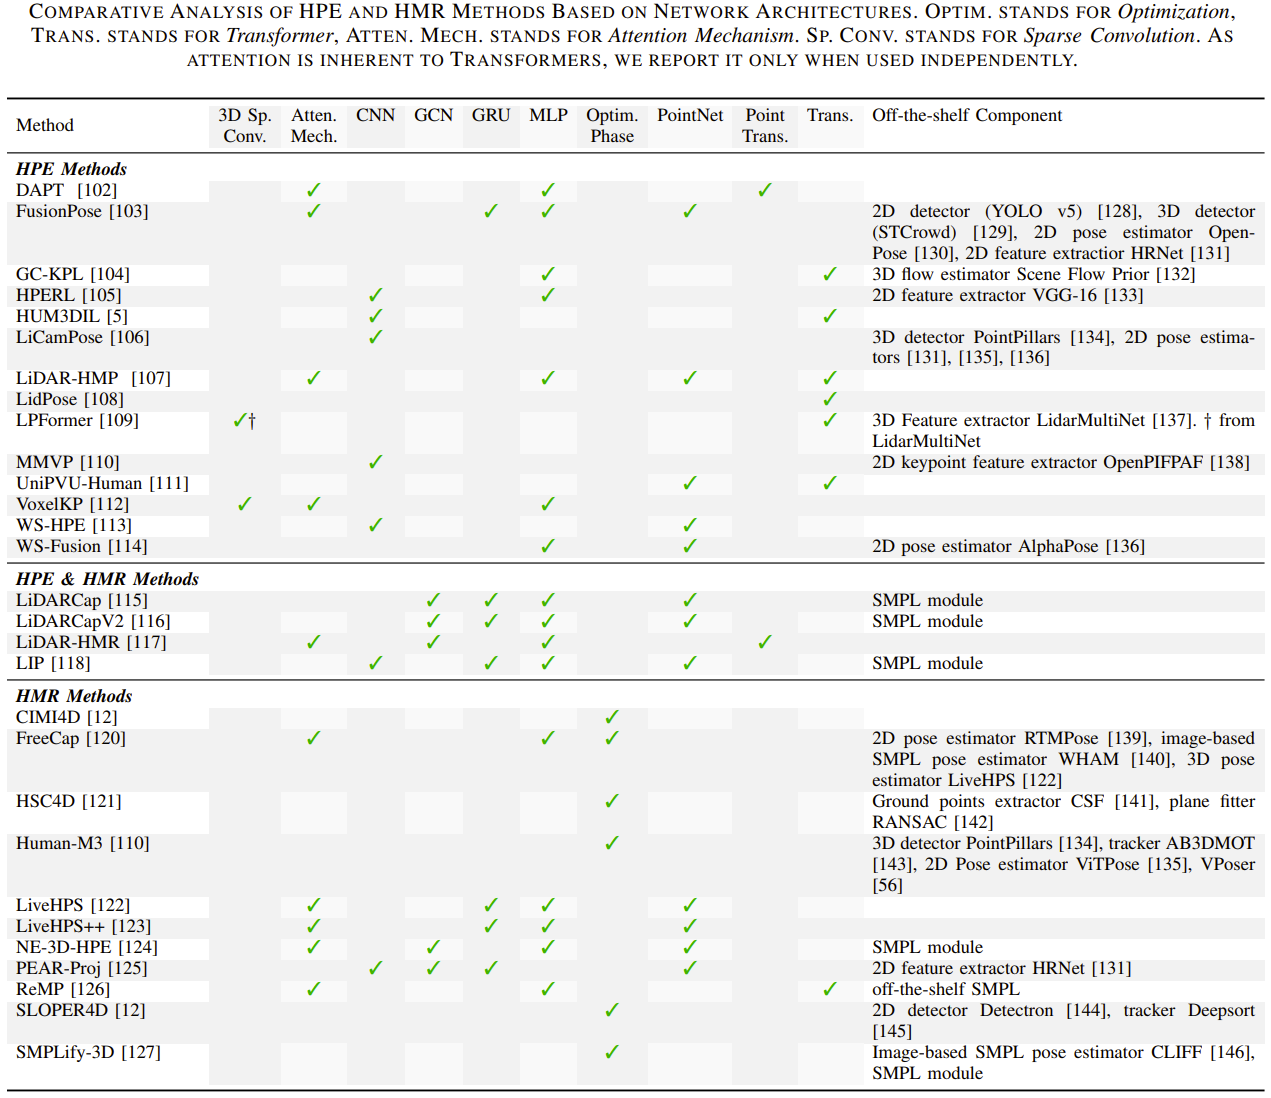 COMPARATIVE ANALYSIS OF HPE AND HMR METHODS BASED ON NETWORK ARCHITECTURES. OPTIM. STANDS FOR Optimization,
TRANS. STANDS FOR Transformer, ATTEN. MECH. STANDS FOR Attention Mechanism. SP. CONV. STANDS FOR Sparse Convolution. AS
ATTENTION IS INHERENT TO TRANSFORMERS, WE REPORT IT ONLY WHEN USED INDEPENDENTLY.
Method 3D Sp. Conv. Atten. Mech. CNN GCN GRU MLP Optim. Phase PointNet Point Trans. Trans. Off-the-shelf Component
HPE Methods
DAPT [102] ✓ ✓ ✓
FusionPose [103] ✓ ✓ ✓ ✓ 2D detector (YOLO v5) [128], 3D detector
(STCrowd) [129], 2D pose estimator Open-
Pose [130], 2D feature extractior HRNet [131]
GC-KPL [104] ✓ ✓ 3D flow estimator Scene Flow Prior [132]
HPERL [105] ✓ ✓ 2D feature extractor VGG-16 [133]
HUM3DIL [5] ✓ ✓
LiCamPose [106] ✓ 3D detector PointPillars [134], 2D pose estima-
tors [131], [135], [136]
LiDAR-HMP [107] ✓ ✓ ✓ ✓
LidPose [108] ✓
LPFormer [109] ✓† ✓ 3D Feature extractor LidarMultiNet [137]. † from
LidarMultiNet
MMVP [110] ✓ 2D keypoint feature extractor OpenPIFPAF [138]
UniPVU-Human [111] ✓ ✓
VoxelKP [112] ✓ ✓ ✓
WS-HPE [113] ✓ ✓
WS-Fusion [114] ✓ ✓ 2D pose estimator AlphaPose [136]
HPE & HMR Methods
LiDARCap [115] ✓ ✓ ✓ ✓ SMPL module
LiDARCapV2 [116] ✓ ✓ ✓ ✓ SMPL module
LiDAR-HMR [117] ✓ ✓ ✓ ✓
LIP [118] ✓ ✓ ✓ ✓ SMPL module
HMR Methods
CIMI4D [12] ✓
FreeCap [120] ✓ ✓ ✓ 2D pose estimator RTMPose [139], image-based
SMPL pose estimator WHAM [140], 3D pose
estimator LiveHPS [122]
HSC4D [121] ✓ Ground points extractor CSF [141], plane fitter
RANSAC [142]
Human-M3 [110] ✓ 3D detector PointPillars [134], tracker AB3DMOT
[143], 2D Pose estimator ViTPose [135], VPoser
[56]
LiveHPS [122] ✓ ✓ ✓ ✓
LiveHPS++ [123] ✓ ✓ ✓ ✓
NE-3D-HPE [124] ✓ ✓ ✓ ✓ SMPL module
PEAR-Proj [125] ✓ ✓ ✓ ✓ 2D feature extractor HRNet [131]
ReMP [126] ✓ ✓ ✓ off-the-shelf SMPL
SLOPER4D [12] ✓ 2D detector Detectron [144], tracker Deepsort
[145]
SMPLify-3D [127] ✓ Image-based SMPL pose estimator CLIFF [146],
SMPL module